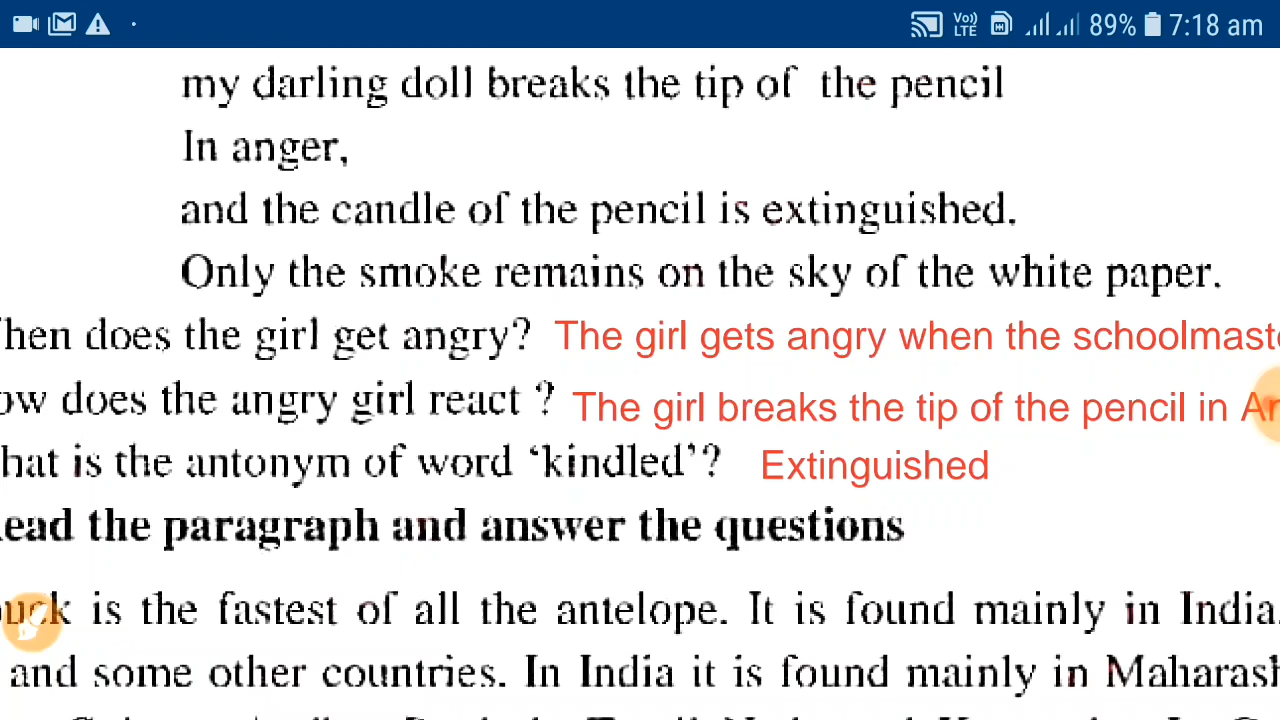 Vo)) LTE 89% 7:18 am
my darling doll breaks the tip of the pencil
In anger,
and the candle of the pencil is extinguished.
Only the smoke remains on the sky of the white paper.
hen does the girl get angry? The girl gets angry when the schoolmast
ow does the angry girl react ? The girl breaks the tip of the pencil in An
hat is the antonym of word ‘kindled’? Extinguished
ead the paragraph and answer the questions
uck is the fastest of all the antelope. It is found mainly in India.
and some other countries. In India it is found mainly in Maharash